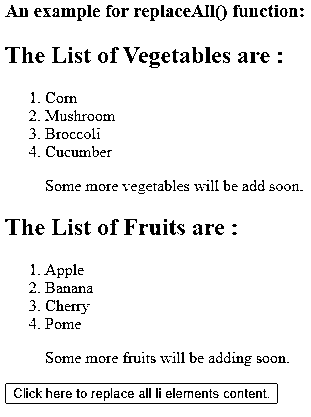 An example for replaceAll() function:
The List of Vegetables are :
1. Corn
2. Mushroom
3. Broccoli
4. Cucumber
Some more vegetables will be add soon.
The List of Fruits are :
1. Apple
2. Banana
3. Cherry
4. Pome
Some more fruits will be adding soon.
Click here to replace all li elements content.